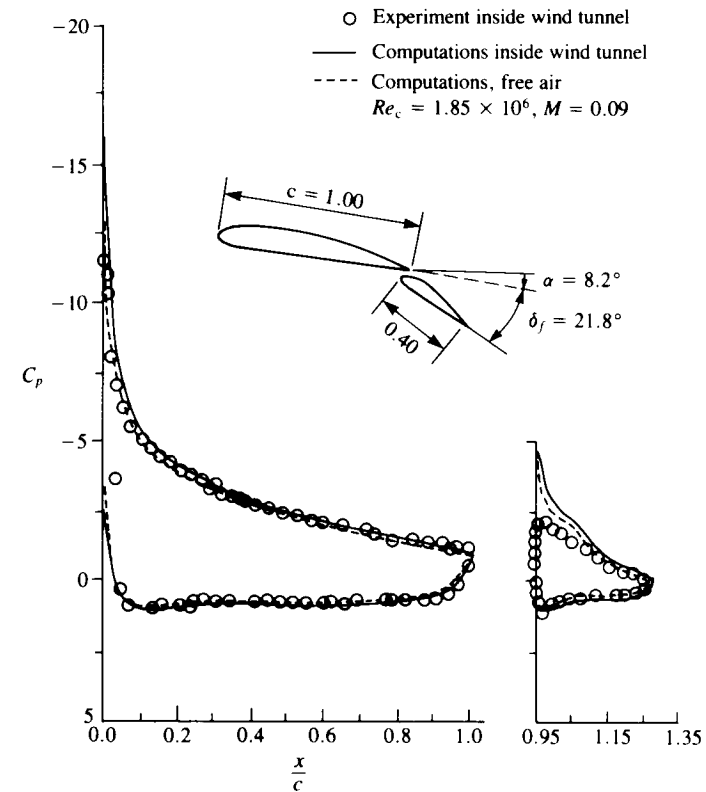 Experiment inside wind tunnel
Computations inside wind tunnel
Computations, free air
Re_c = 1.85 × 10⁶, M = 0.09
−20
−15
−10
−5
0
5
C_p
c = 1.00
0.40
α = 8.2°
δ_f = 21.8°
0.0 0.2 0.4 0.6 0.8 1.0
x/c
0.95 1.15 1.35